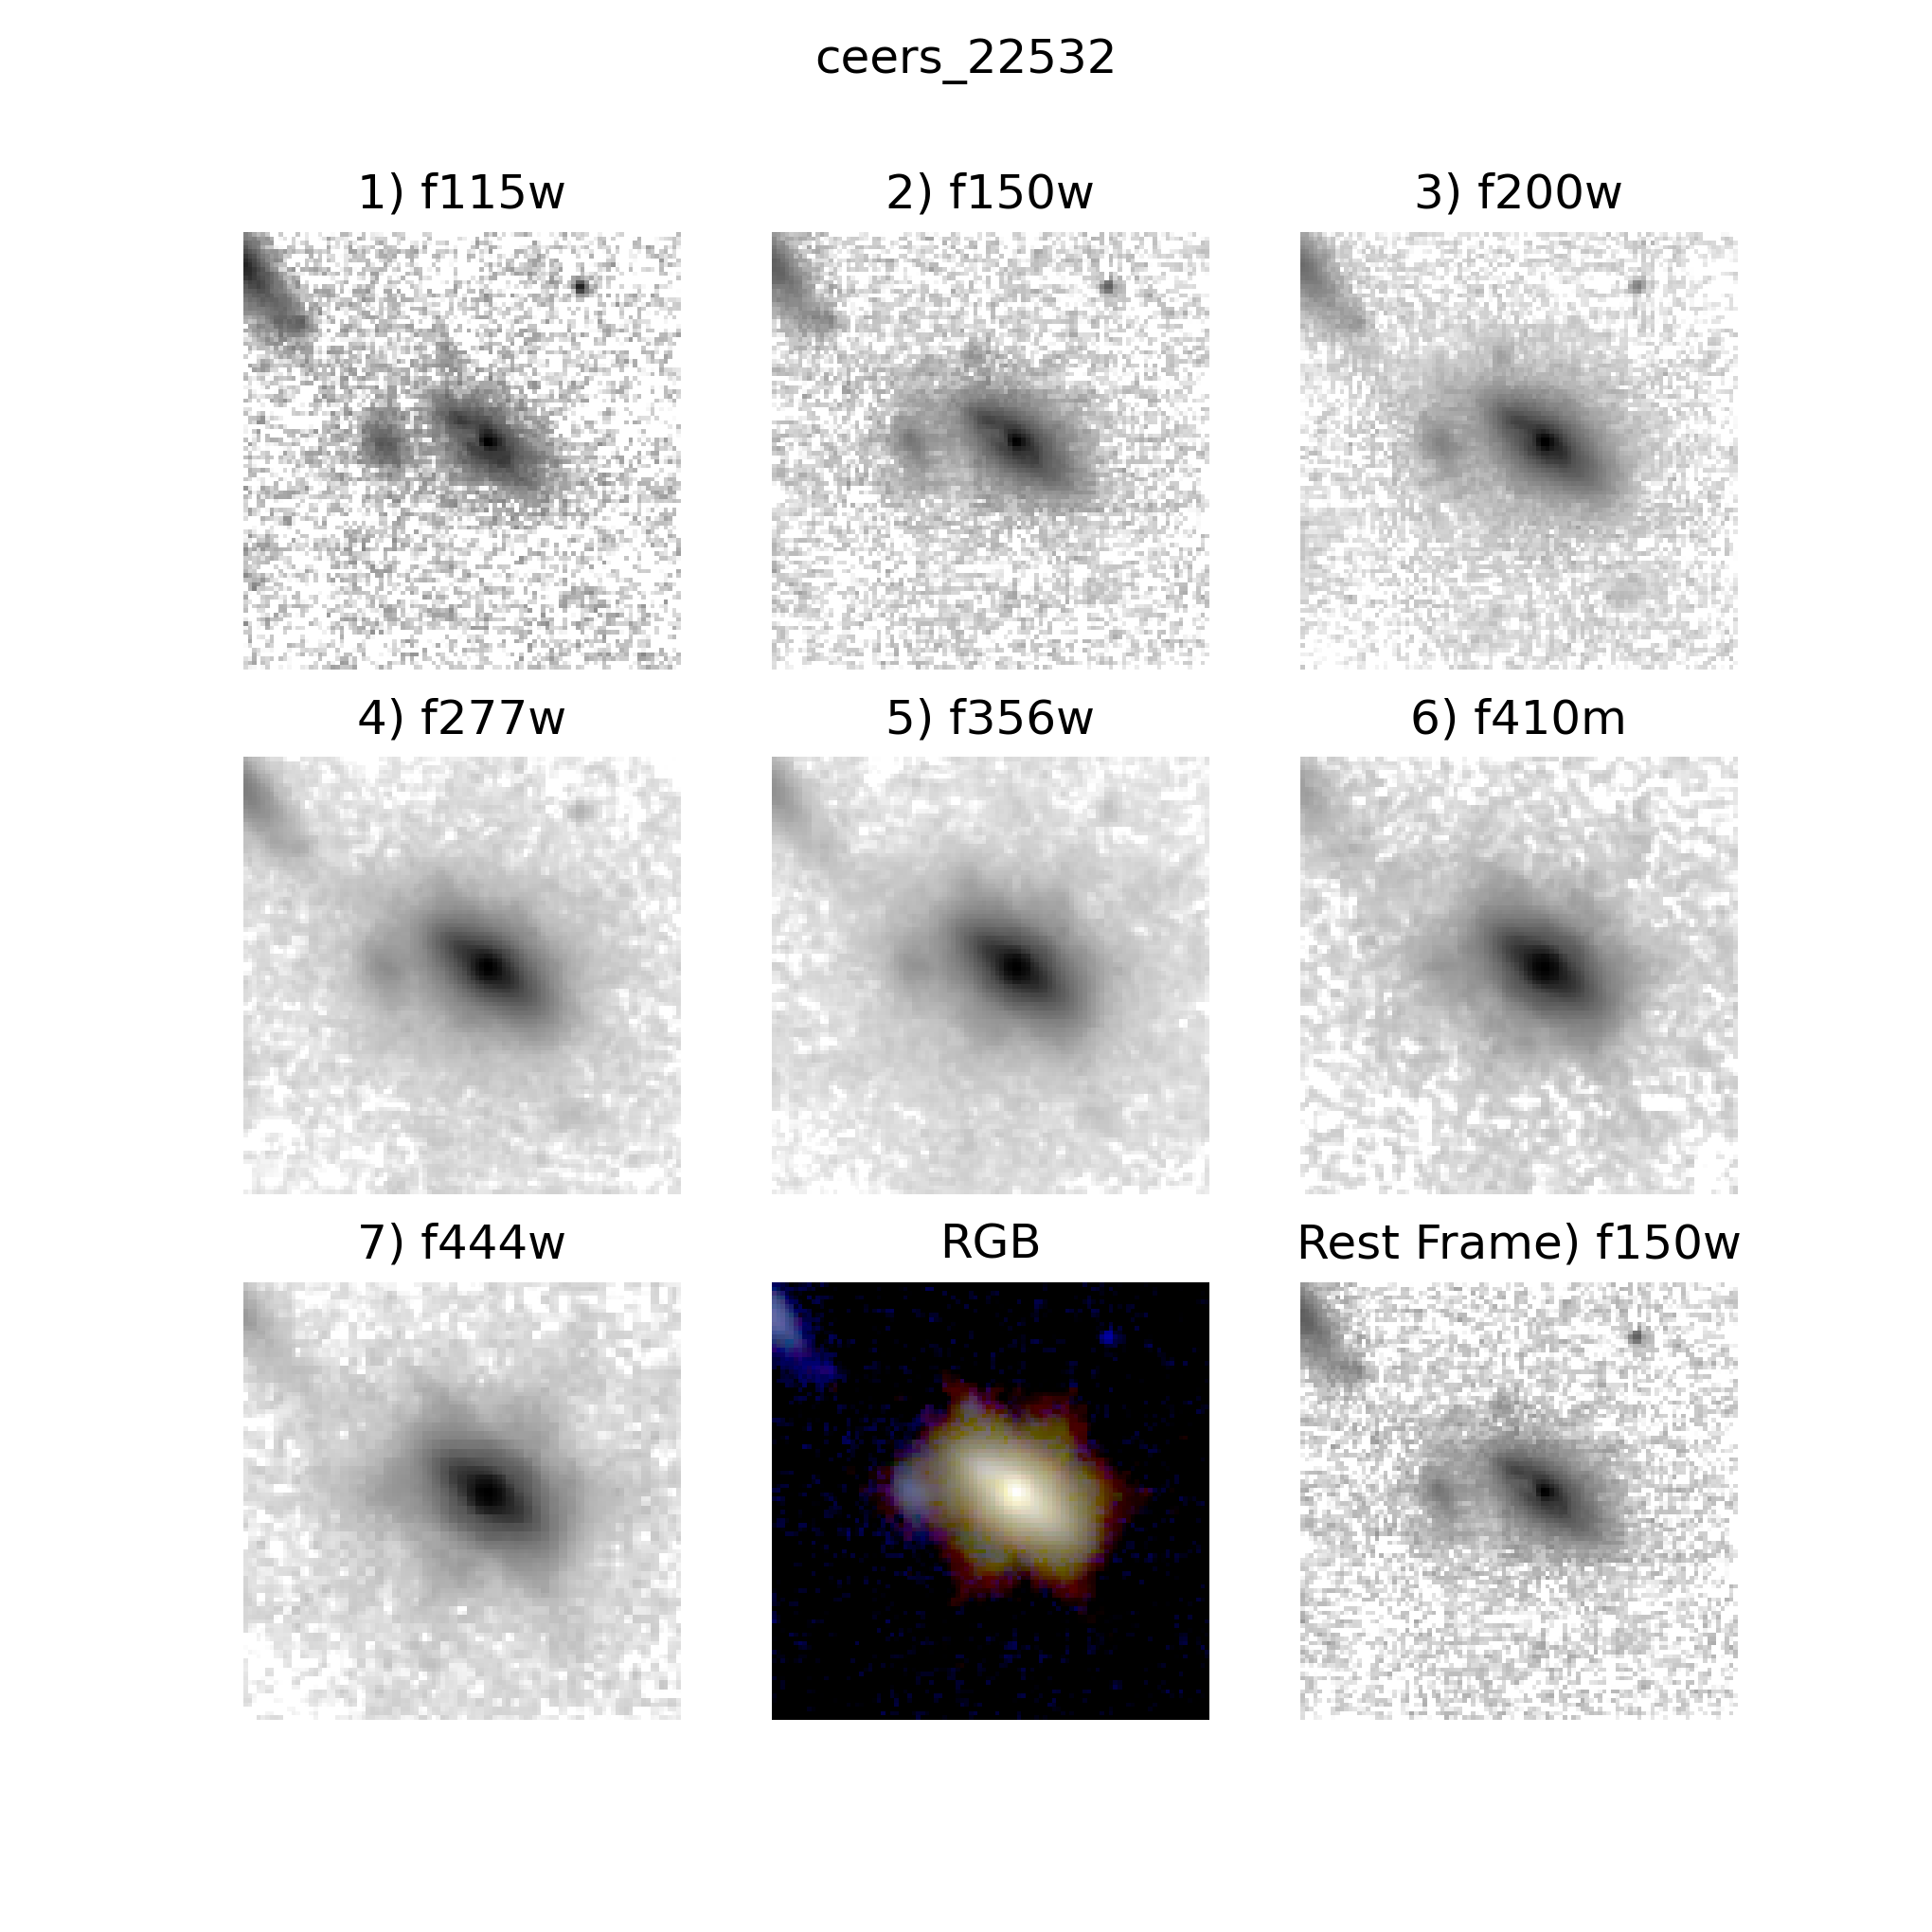 ceers_22532
1) f115w
2) f150w
3) f200w
4) f277w
5) f356w
6) f410m
7) f444w
RGB
Rest Frame) f150w